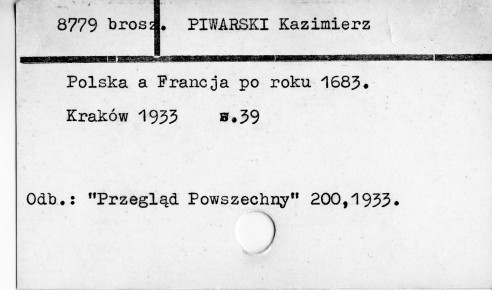 8779 brosz. PIWARSKI Kazimierz
Polska a Francja po roku 1683.
Kraków 1933 s.39
Odb.: "Przegląd Powszechny" 200,1933.